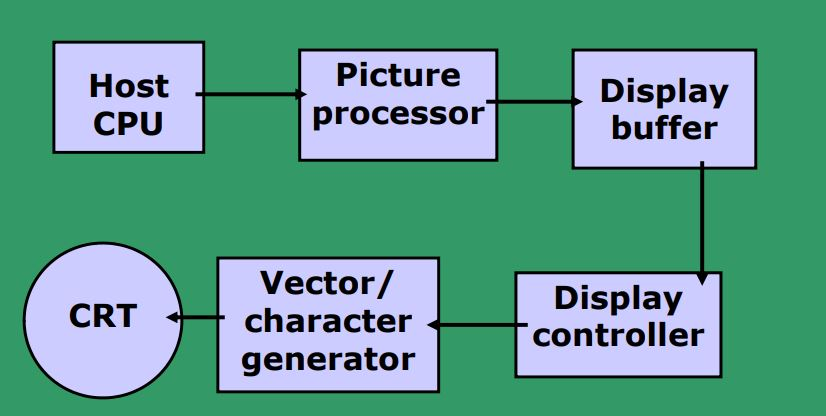 Host
CPU
Picture
processor
Display
buffer
Display
controller
Vector/
character
generator
CRT